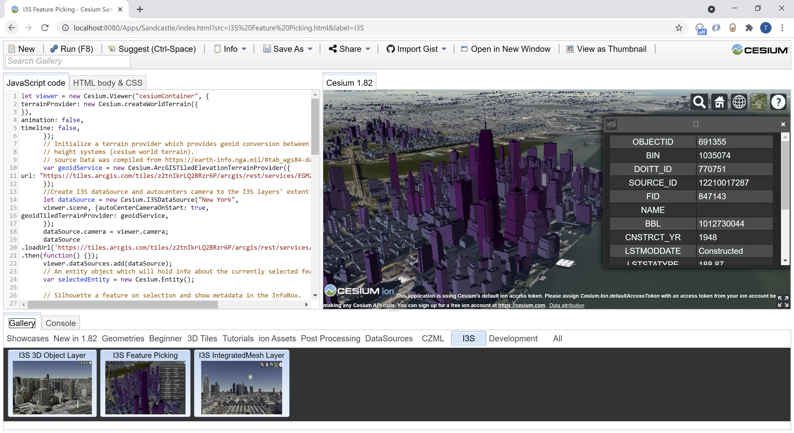 I3S Feature Picking - Cesium San
localhost:8080/Apps/Sandcastle/index.html?src=I3S%20Feature%20Picking.html&label=I3S
off
T
New
Run (F8)
Suggest (Ctrl-Space)
Info
Save As
Share
Import Gist
Open in New Window
View as Thumbnail
CESIUM
Search Gallery
JavaScript code
HTML body & CSS
1 let viewer = new Cesium.Viewer("cesiumContainer", {
2 terrainProvider: new Cesium.createWorldTerrain({
3 }),
4 animation: false,
5 timeline: false,
6 });
7 // Initialize a terrain provider which provides geoid conversion between
8 // height systems (cesium world terrain).
9 // source Data was compiled from https://earth-info.nga.mil/#tab_wgs84-da
10 var geoidService = new Cesium.ArcGISTiledElevationTerrainProvider({
11 url: "https://tiles.arcgis.com/tiles/z2tnIkrLQ2BRzr6P/arcgis/rest/services/EGM2
12 });
13 //Create I3S dataSource and autocenters camera to the I3S layers' extent
14 let dataSource = new Cesium.I3SDataSource("New York",
15 viewer.scene, {autoCenterCameraOnStart: true,
16 geoidTiledTerrainProvider: geoidService,
17 });
18 dataSource.camera = viewer.camera;
19 dataSource
20 .loadUrl('https://tiles.arcgis.com/tiles/z2tnIkrLQ2BRzr6P/arcgis/rest/services/
21 .then(function() {
22 viewer.dataSources.add(dataSource);
23 // An entity object which will hold info about the currently selected fea
24 var selectedEntity = new Cesium.Entity();
25
26 // Silhouette a feature on selection and show metadata in the InfoBox.
27
Cesium 1.82
OBJECTID 691355
BIN 1035074
DOITT_ID 770751
SOURCE_ID 12210017287
FID 847143
NAME
BBL 1012730044
CNSTRCT_YR 1948
LSTMODDATE Constructed
LSTSTATYPE 188.87
CESIUM ion
This application is using Cesium's default ion access token. Please assign Cesium.Ion.defaultAccessToken with an access token from your ion account be
making any Cesium API calls. You can sign up for a free ion account at https://cesium.com. Data attribution
Gallery
Console
Showcases
New in 1.82
Geometries
Beginner
3D Tiles
Tutorials
ion Assets
Post Processing
DataSources
CZML
I3S
Development
All
I3S 3D Object Layer
I3S Feature Picking
I3S IntegratedMesh Layer